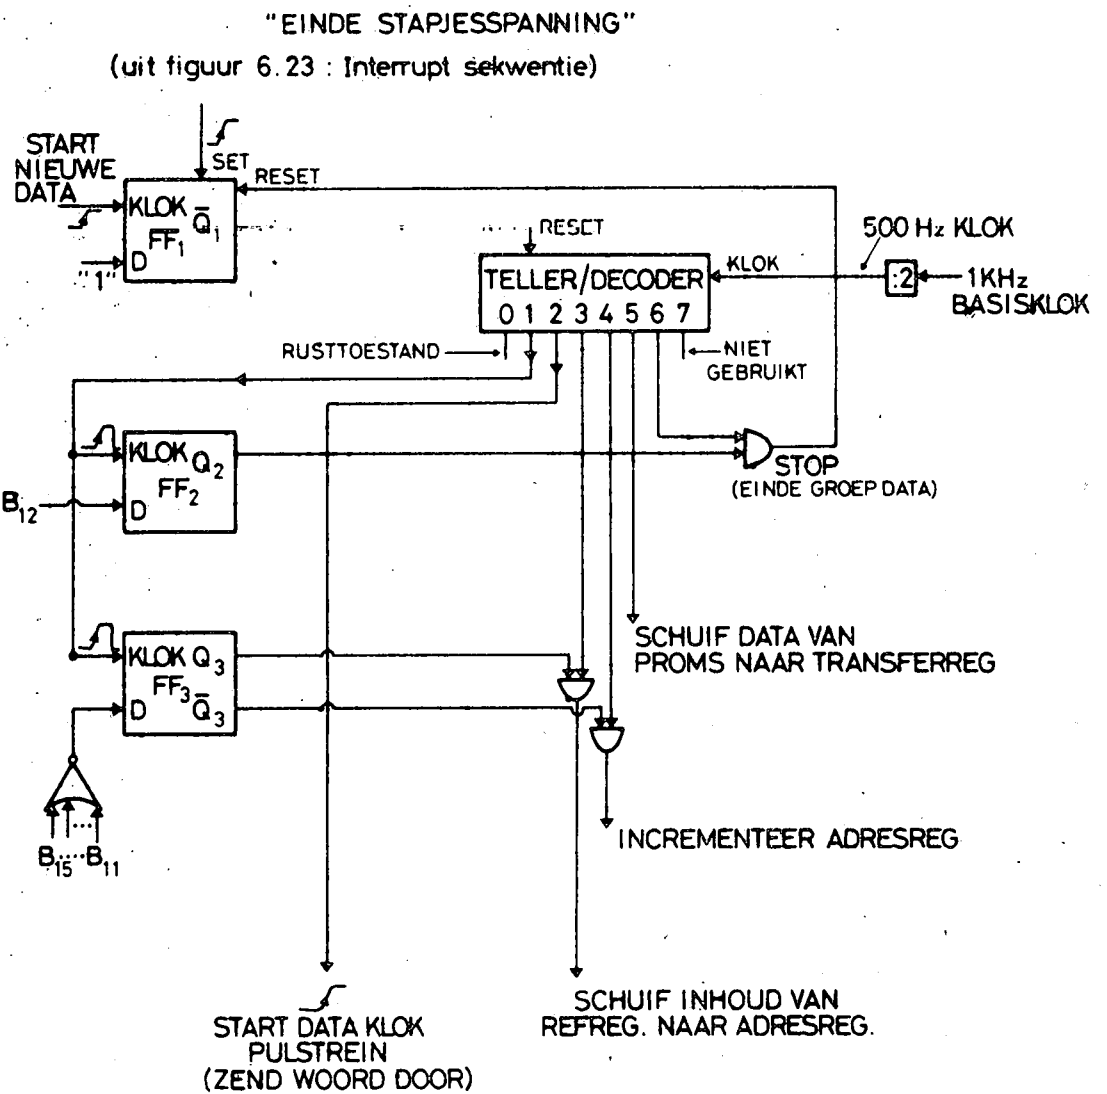 "EINDE STAPJESSPANNING"
(uit figuur 6.23 : Interrupt sekwentie)
START
NIEUWE
DATA
SET
RESET
KLOK Q̅1
F̅F̅1
D
"1"
RESET
500 Hz KLOK
KLOK
TELLER/DECODER
0 1 2 3 4 5 6 7
:2
1KHz
BASISKLOK
RUSTTOESTAND
NIET
GEBRUIKT
KLOK Q2
FF2
D
B12
STOP
(EINDE GROEP DATA)
KLOK Q3
FF3
D Q̅3
SCHUIF DATA VAN
PROMS NAAR TRANSFERREG
B15....B11
INCREMENTEER ADRESREG
SCHUIF INHOUD VAN
REFREG. NAAR ADRESREG.
START DATA KLOK
PULSTREIN
(ZEND WOORD DOOR)